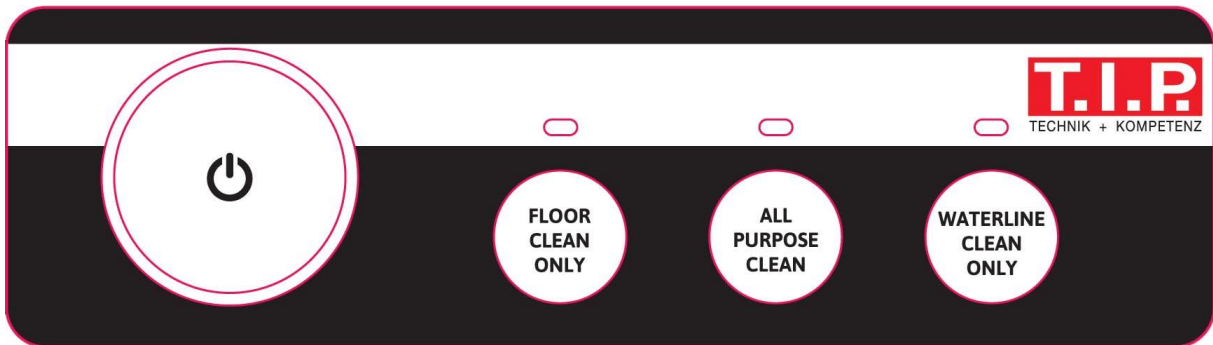 T.I.P.
TECHNIK + KOMPETENZ
FLOOR
CLEAN
ONLY
ALL
PURPOSE
CLEAN
WATERLINE
CLEAN
ONLY